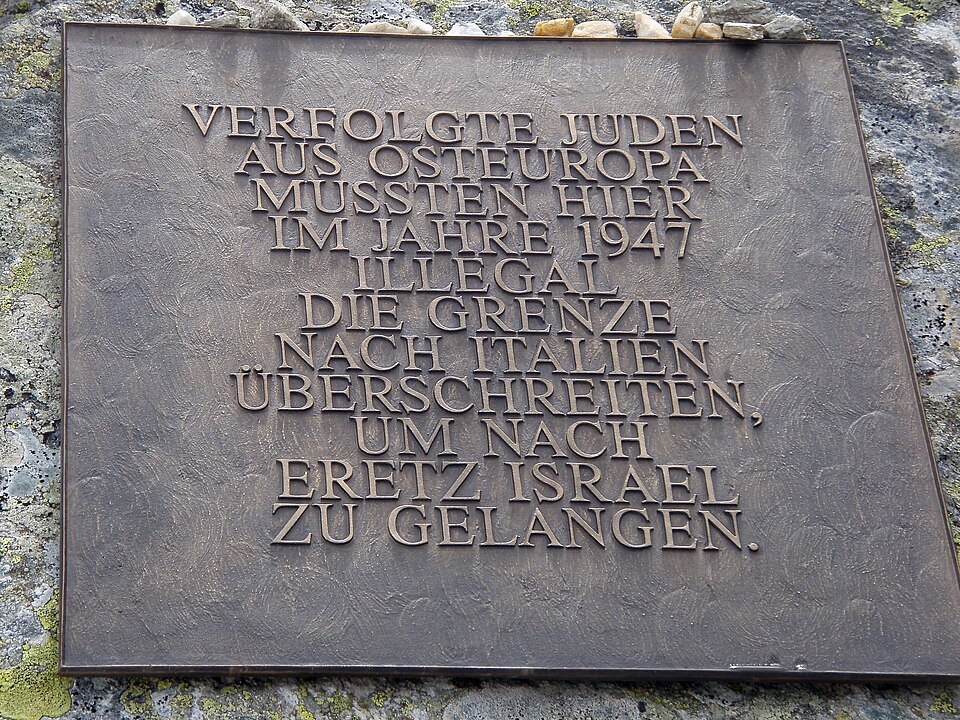 VERFOLGTE JUDEN
AUS OSTEUROPA
MUSSTEN HIER
IM JAHRE 1947
ILLEGAL
DIE GRENZE
NACH ITALIEN
ÜBERSCHREITEN,
UM NACH
ERETZ ISRAEL
ZU GELANGEN.